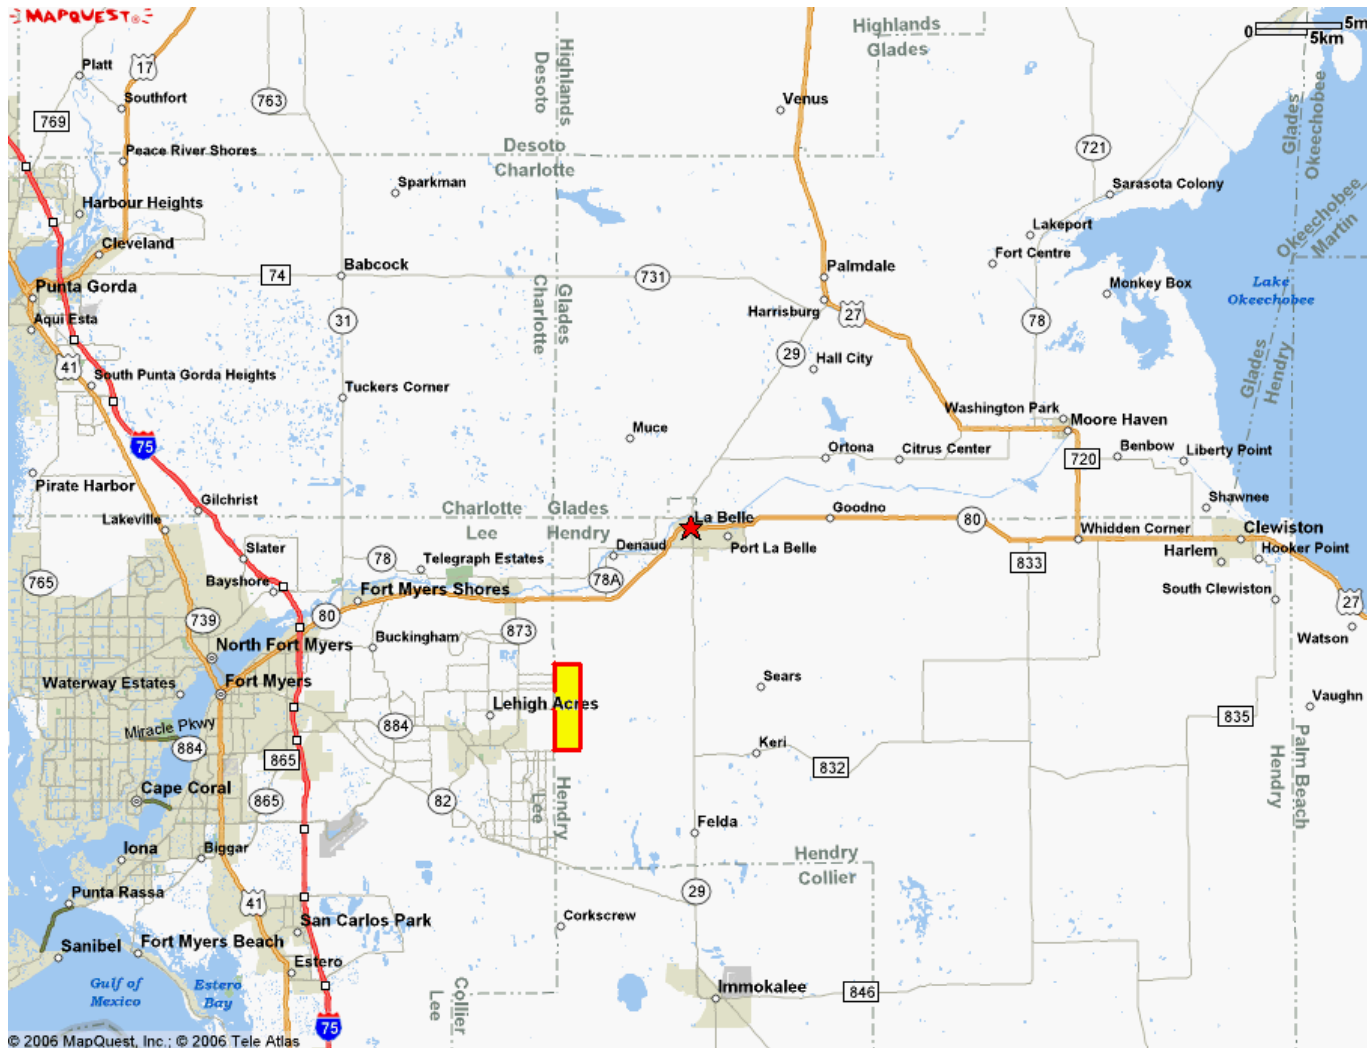 MAPQUEST
0
5mi
5km
Highlands
Glades
Highlands
Desoto
17
Platt
763
Southfort
769
Venus
Glades
Okeechobee
721
Peace River Shores
Desoto
Charlotte
Sparkman
Sarasota Colony
Harbour Heights
Lakeport
Okeechobee
Martin
Cleveland
Fort Centre
74
Babcock
731
Palmdale
Monkey Box
Lake
Okeechobee
Punta Gorda
Charlotte
Glades
Harrisburg
27
Aqui Esta
31
78
29
Hall City
41
South Punta Gorda Heights
Tuckers Corner
Glades
Hendry
Washington Park
Moore Haven
Muce
75
Ortona
Citrus Center
720
Benbow
Liberty Point
Pirate Harbor
Gilchrist
Charlotte
Lee
Glades
Hendry
Shawnee
La Belle
Goodno
80
Lakeville
Whidden Corner
Clewiston
Slater
78
Telegraph Estates
Denaud
Port La Belle
833
Harlem
Hooker Point
765
Bayshore
78A
Fort Myers Shores
South Clewiston
27
739
80
873
Buckingham
Watson
North Fort Myers
Waterway Estates
Fort Myers
Sears
Vaughn
Lehigh Acres
835
Miracle Pkwy
884
884
865
Keri
832
Cape Coral
865
82
Lee
Hendry
Hendry
Palm Beach
Felda
Iona
Biggar
Hendry
Collier
Punta Rassa
29
41
San Carlos Park
Corkscrew
Sanibel
Fort Myers Beach
Estero
Gulf of
Mexico
Estero
Bay
Collier
Lee
Immokalee
846
75
© 2006 MapQuest, Inc.; © 2006 Tele Atlas